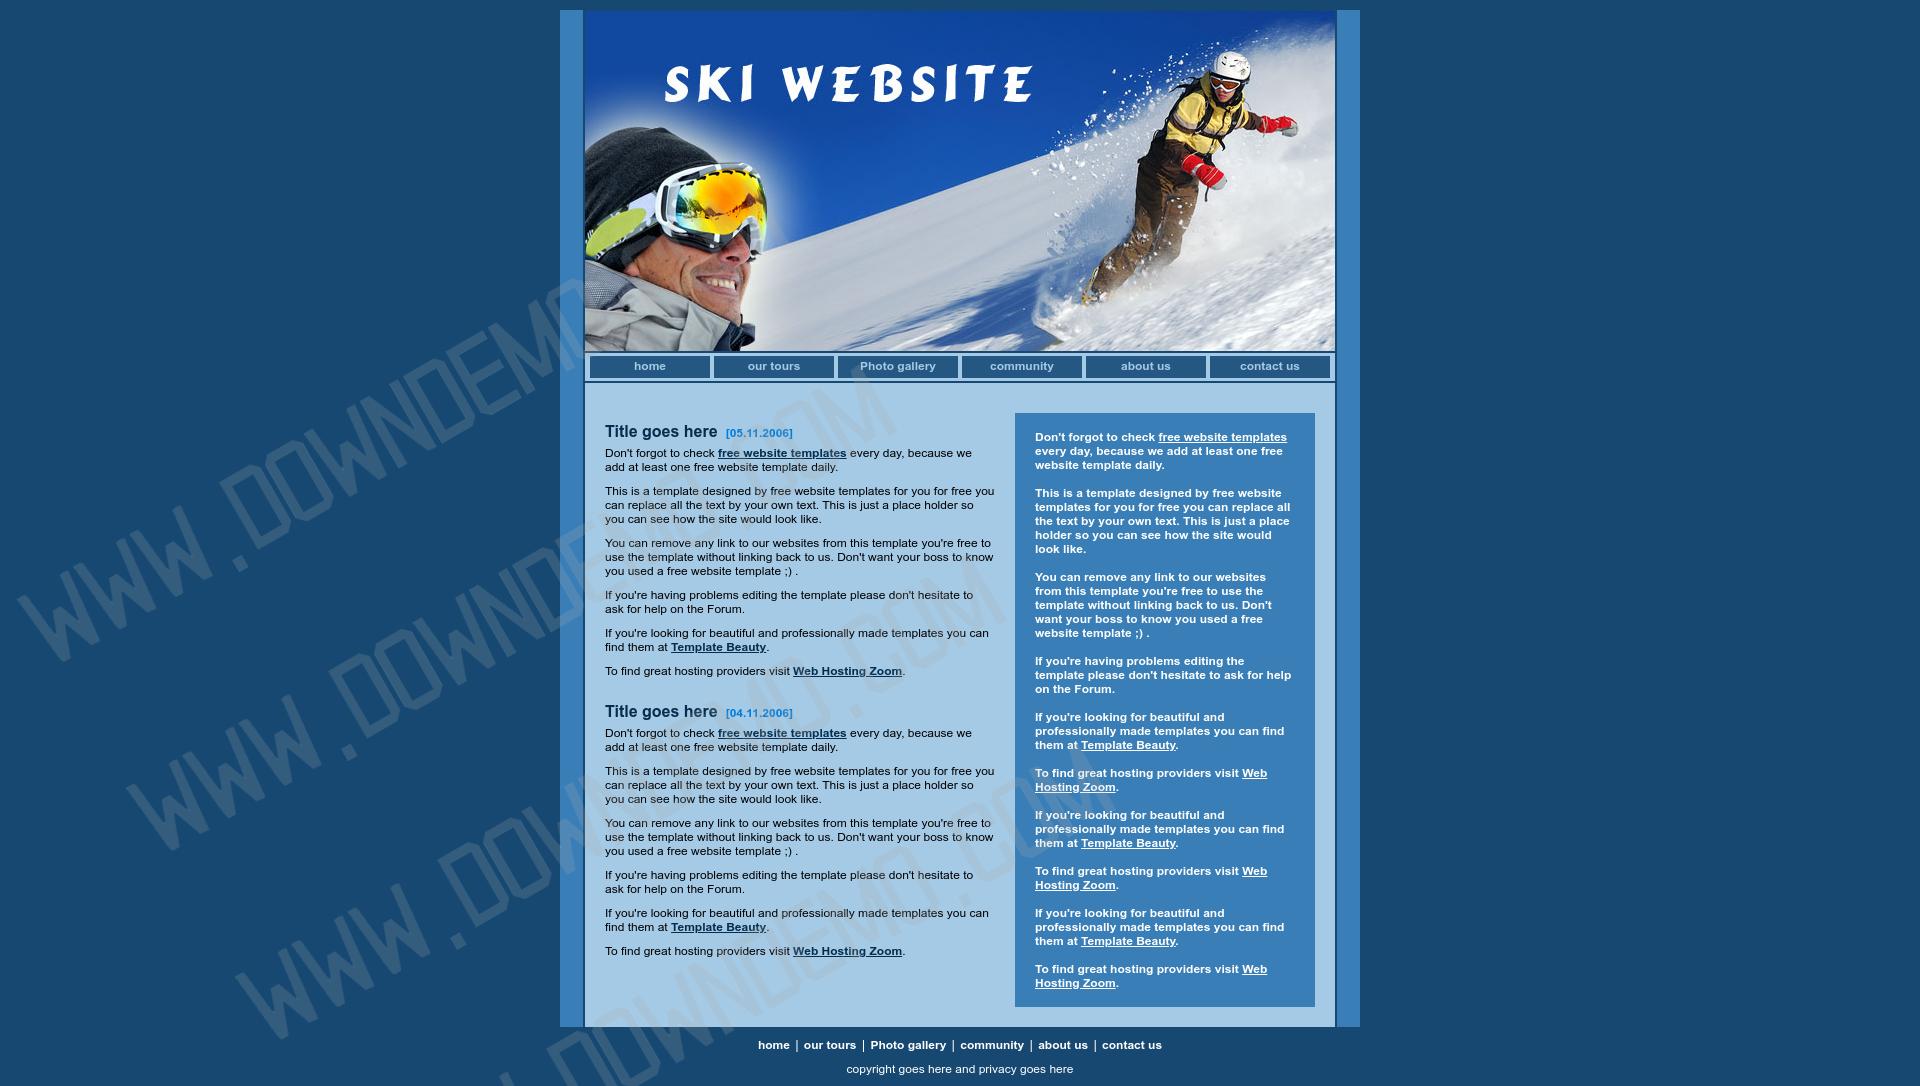 SKI WEBSITE
home
our tours
Photo gallery
community
about us
contact us
Title goes here [05.11.2006]
Don't forgot to check free website templates every day, because we
add at least one free website template daily.
This is a template designed by free website templates for you for free you
can replace all the text by your own text. This is just a place holder so
you can see how the site would look like.
You can remove any link to our websites from this template you're free to
use the template without linking back to us. Don't want your boss to know
you used a free website template ;) .
If you're having problems editing the template please don't hesitate to
ask for help on the Forum.
If you're looking for beautiful and professionally made templates you can
find them at Template Beauty.
To find great hosting providers visit Web Hosting Zoom.
Title goes here [04.11.2006]
Don't forgot to check free website templates every day, because we
add at least one free website template daily.
This is a template designed by free website templates for you for free you
can replace all the text by your own text. This is just a place holder so
you can see how the site would look like.
You can remove any link to our websites from this template you're free to
use the template without linking back to us. Don't want your boss to know
you used a free website template ;) .
If you're having problems editing the template please don't hesitate to
ask for help on the Forum.
If you're looking for beautiful and professionally made templates you can
find them at Template Beauty.
To find great hosting providers visit Web Hosting Zoom.
Don't forgot to check free website templates
every day, because we add at least one free
website template daily.
This is a template designed by free website
templates for you for free you can replace all
the text by your own text. This is just a place
holder so you can see how the site would
look like.
You can remove any link to our websites
from this template you're free to use the
template without linking back to us. Don't
want your boss to know you used a free
website template ;) .
If you're having problems editing the
template please don't hesitate to ask for help
on the Forum.
If you're looking for beautiful and
professionally made templates you can find
them at Template Beauty.
To find great hosting providers visit Web
Hosting Zoom.
If you're looking for beautiful and
professionally made templates you can find
them at Template Beauty.
To find great hosting providers visit Web
Hosting Zoom.
If you're looking for beautiful and
professionally made templates you can find
them at Template Beauty.
To find great hosting providers visit Web
Hosting Zoom.
home | our tours | Photo gallery | community | about us | contact us
copyright goes here and privacy goes here
WWW.DOWNDEMO.COM
WWW.DOWNDEMO.COM
WWW.DOWNDEMO.COM
DOWNDEMO.COM